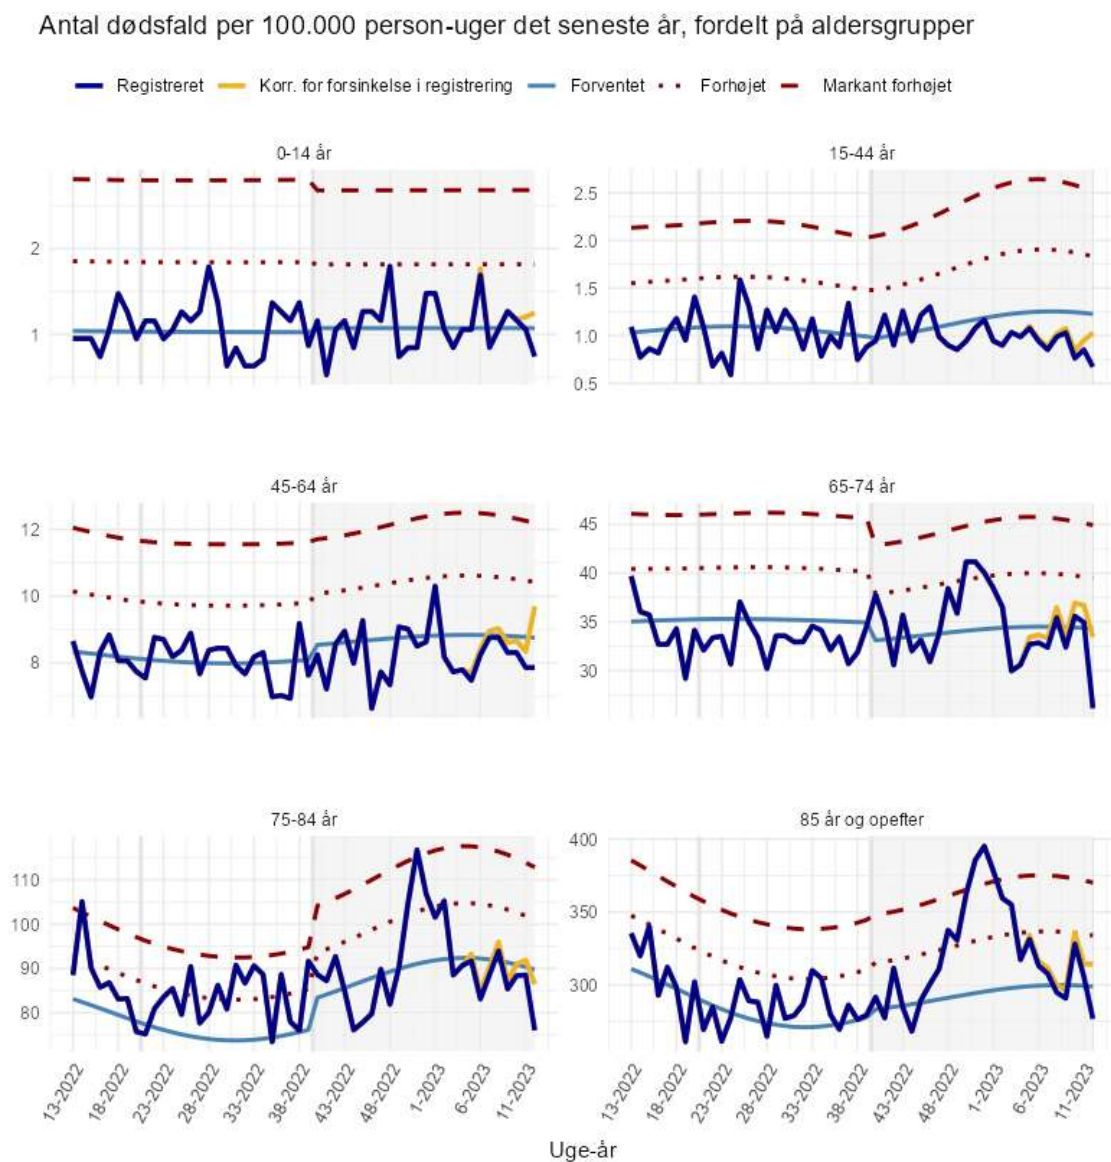 Antal dødsfald per 100.000 person-uger det seneste år, fordelt på aldersgrupper
Registreret Korr. for forsinkelse i registrering Forventet Forhøjet Markant forhøjet
0-14 år 15-44 år
2
1
2.5
2.0
1.5
1.0
0.5
45-64 år 65-74 år
12
10
8
45
40
35
30
75-84 år 85 år og opefter
110
100
90
80
400
350
300
13-2022 18-2022 23-2022 28-2022 33-2022 38-2022 43-2022 48-2022 1-2023 6-2023 11-2023
13-2022 18-2022 23-2022 28-2022 33-2022 38-2022 43-2022 48-2022 1-2023 6-2023 11-2023
Uge-år